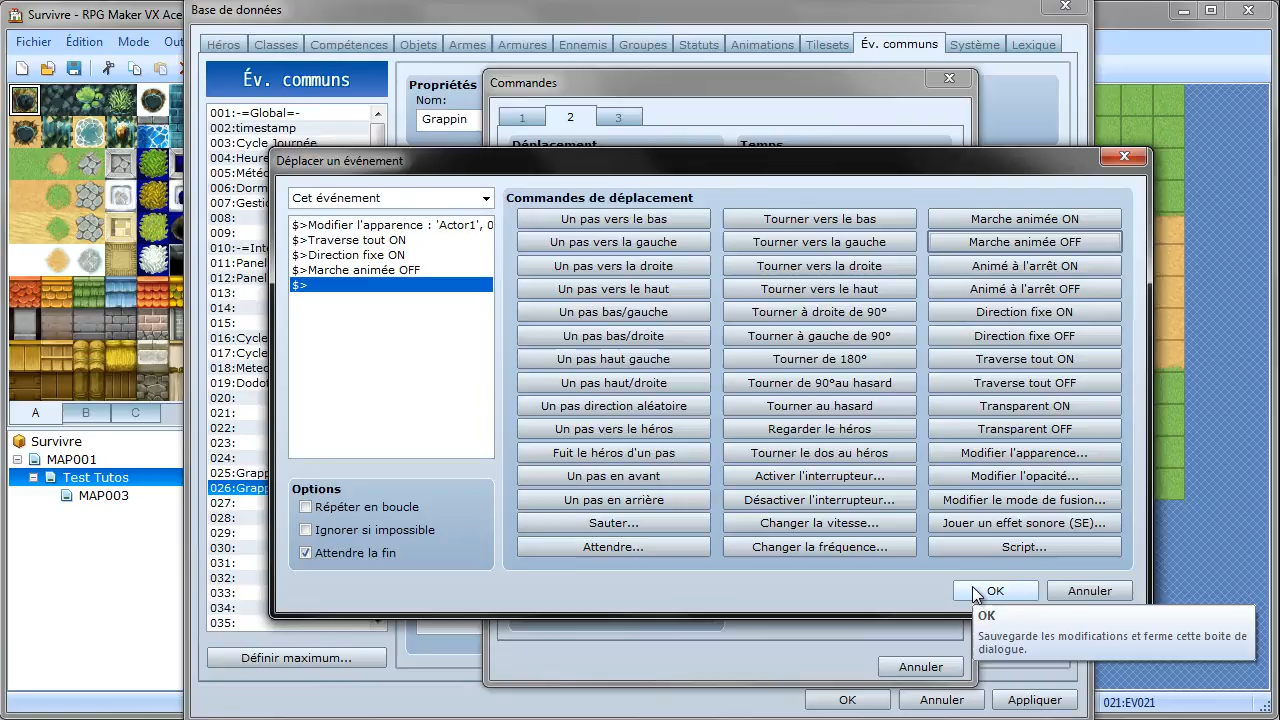 Survivre - RPG Maker VX Ace
Base de données
Fichier Édition Mode
Héros Classes Compétences Objets Armes Armures Ennemis Groupes Statuts Animations Tilesets Év. communs Système Lexique
Év. communs
Propriétés
Nom:
Grappin
Commandes
1 2 3
Déplacement Temps
001:-=Global=-
002:timestamp
003:Cycle Journée
004:Heure
005:Météo
006:Dorm
007:Gestion
008:
009:
010:-=Int
011:Panel
012:Panel
013:
014:
015:
016:Cycle
017:Cycle
018:Meteo
019:Dodot
020:
021:
022:
023:
024:
025:Grapp
026:Grapp
027:
028:
029:
030:
031:
032:
033:
034:
035:
Définir maximum...
Déplacer un événement
Cet événement
$>Modifier l'apparence : 'Actor1', 0
$>Traverse tout ON
$>Direction fixe ON
$>Marche animée OFF
$>
Options
Répéter en boucle
Ignorer si impossible
Attendre la fin
Commandes de déplacement
Un pas vers le bas Tourner vers le bas Marche animée ON
Un pas vers la gauche Tourner vers la gauche Marche animée OFF
Un pas vers la droite Tourner vers la droite Animé à l'arrêt ON
Un pas vers le haut Tourner vers le haut Animé à l'arrêt OFF
Un pas bas/gauche Tourner à droite de 90° Direction fixe ON
Un pas bas/droite Tourner à gauche de 90° Direction fixe OFF
Un pas haut gauche Tourner de 180° Traverse tout ON
Un pas haut/droite Tourner de 90°au hasard Traverse tout OFF
Un pas direction aléatoire Tourner au hasard Transparent ON
Un pas vers le héros Regarder le héros Transparent OFF
Fuit le héros d'un pas Tourner le dos au héros Modifier l'apparence...
Un pas en avant Activer l'interrupteur... Modifier l'opacité...
Un pas en arrière Désactiver l'interrupteur... Modifier le mode de fusion...
Sauter... Changer la vitesse... Jouer un effet sonore (SE)...
Attendre... Changer la fréquence... Script...
OK Annuler
OK
Sauvegarde les modifications et ferme cette boite de
dialogue.
Annuler
OK Annuler Appliquer
A B C
Survivre
MAP001
Test Tutos
MAP003
021:EV021